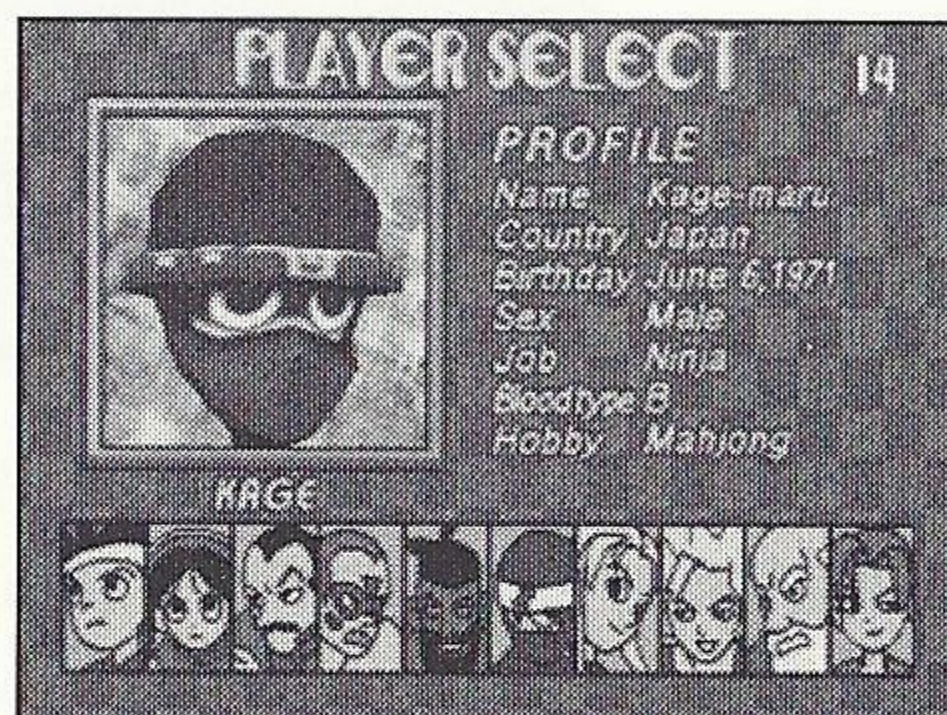 PLAYER SELECT
14
PROFILE
Name Kage-maru
Country Japan
Birthday June 6,1971
Sex Male
Job Ninja
Bloodtype B
Hobby Mahjong
KAGE